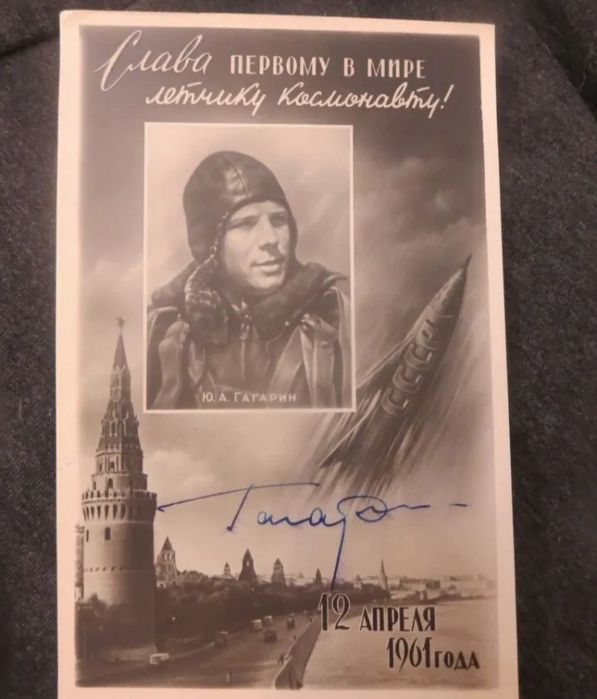 Слава ПЕРВОМУ В МИРЕ
летчику космонавту!
Ю. А. ГАГАРИН
СССР
Гагарин
12 АПРЕЛЯ
1961 ГОДА